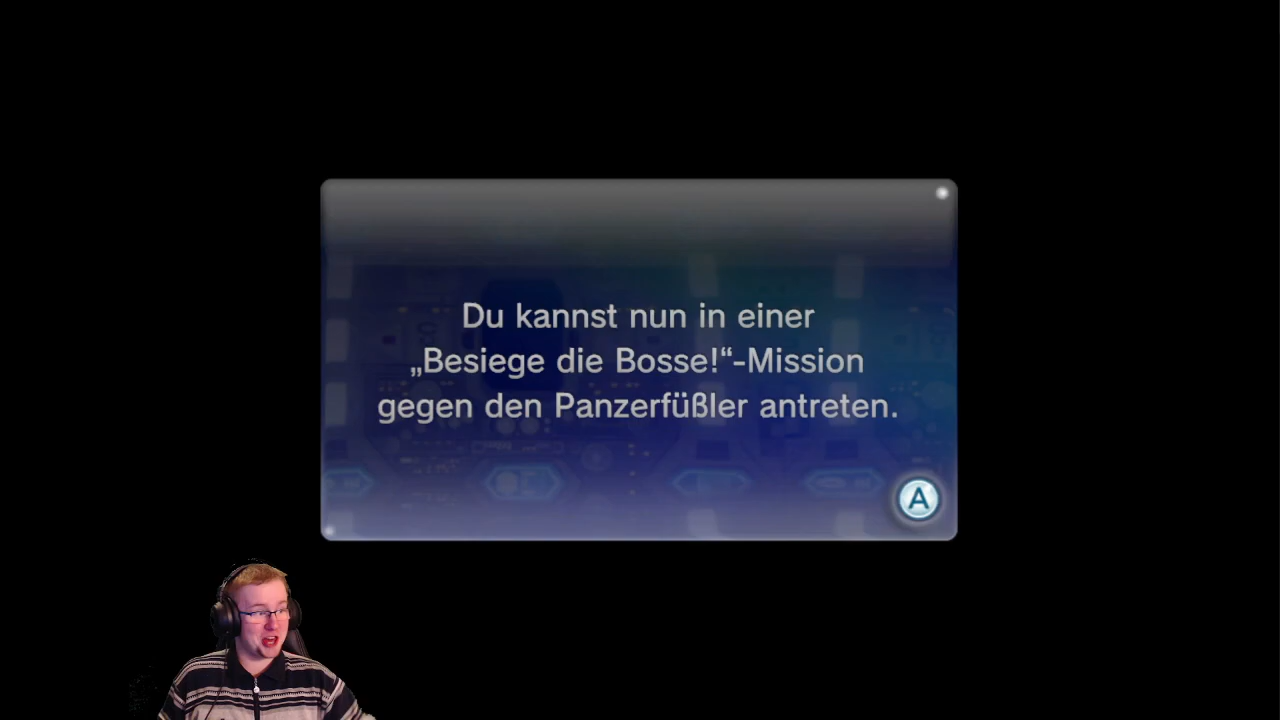 Du kannst nun in einer
„Besiege die Bosse!“-Mission
gegen den Panzerfüßler antreten.
A